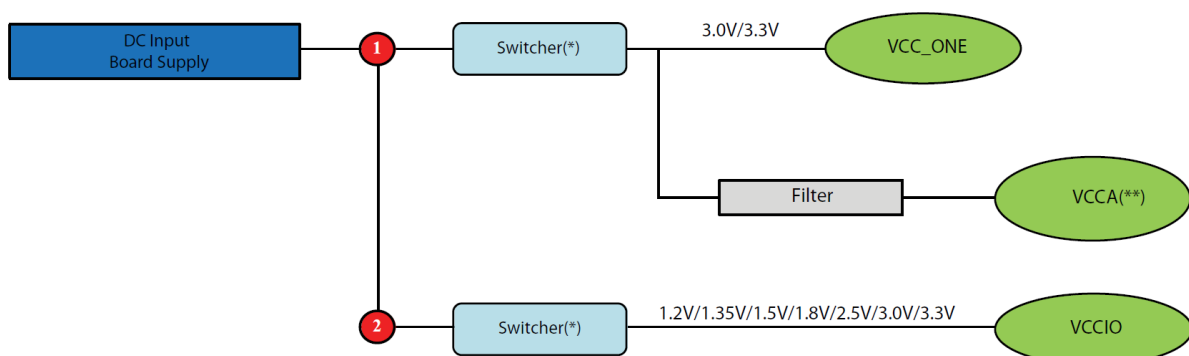 DC Input
Board Supply
1
Switcher(*)
3.0V/3.3V
VCC_ONE
Filter
VCCA(**)
2
Switcher(*)
1.2V/1.35V/1.5V/1.8V/2.5V/3.0V/3.3V
VCCIO